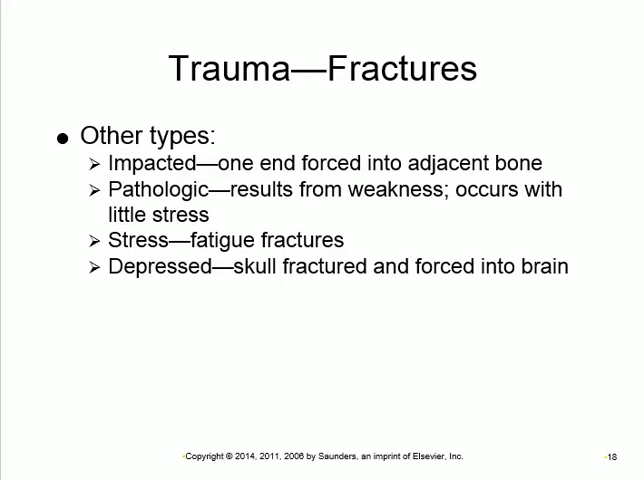 Trauma—Fractures
● Other types:
➢ Impacted—one end forced into adjacent bone
➢ Pathologic—results from weakness; occurs with
little stress
➢ Stress—fatigue fractures
➢ Depressed—skull fractured and forced into brain
•Copyright © 2014, 2011, 2006 by Saunders, an imprint of Elsevier, Inc.
•18